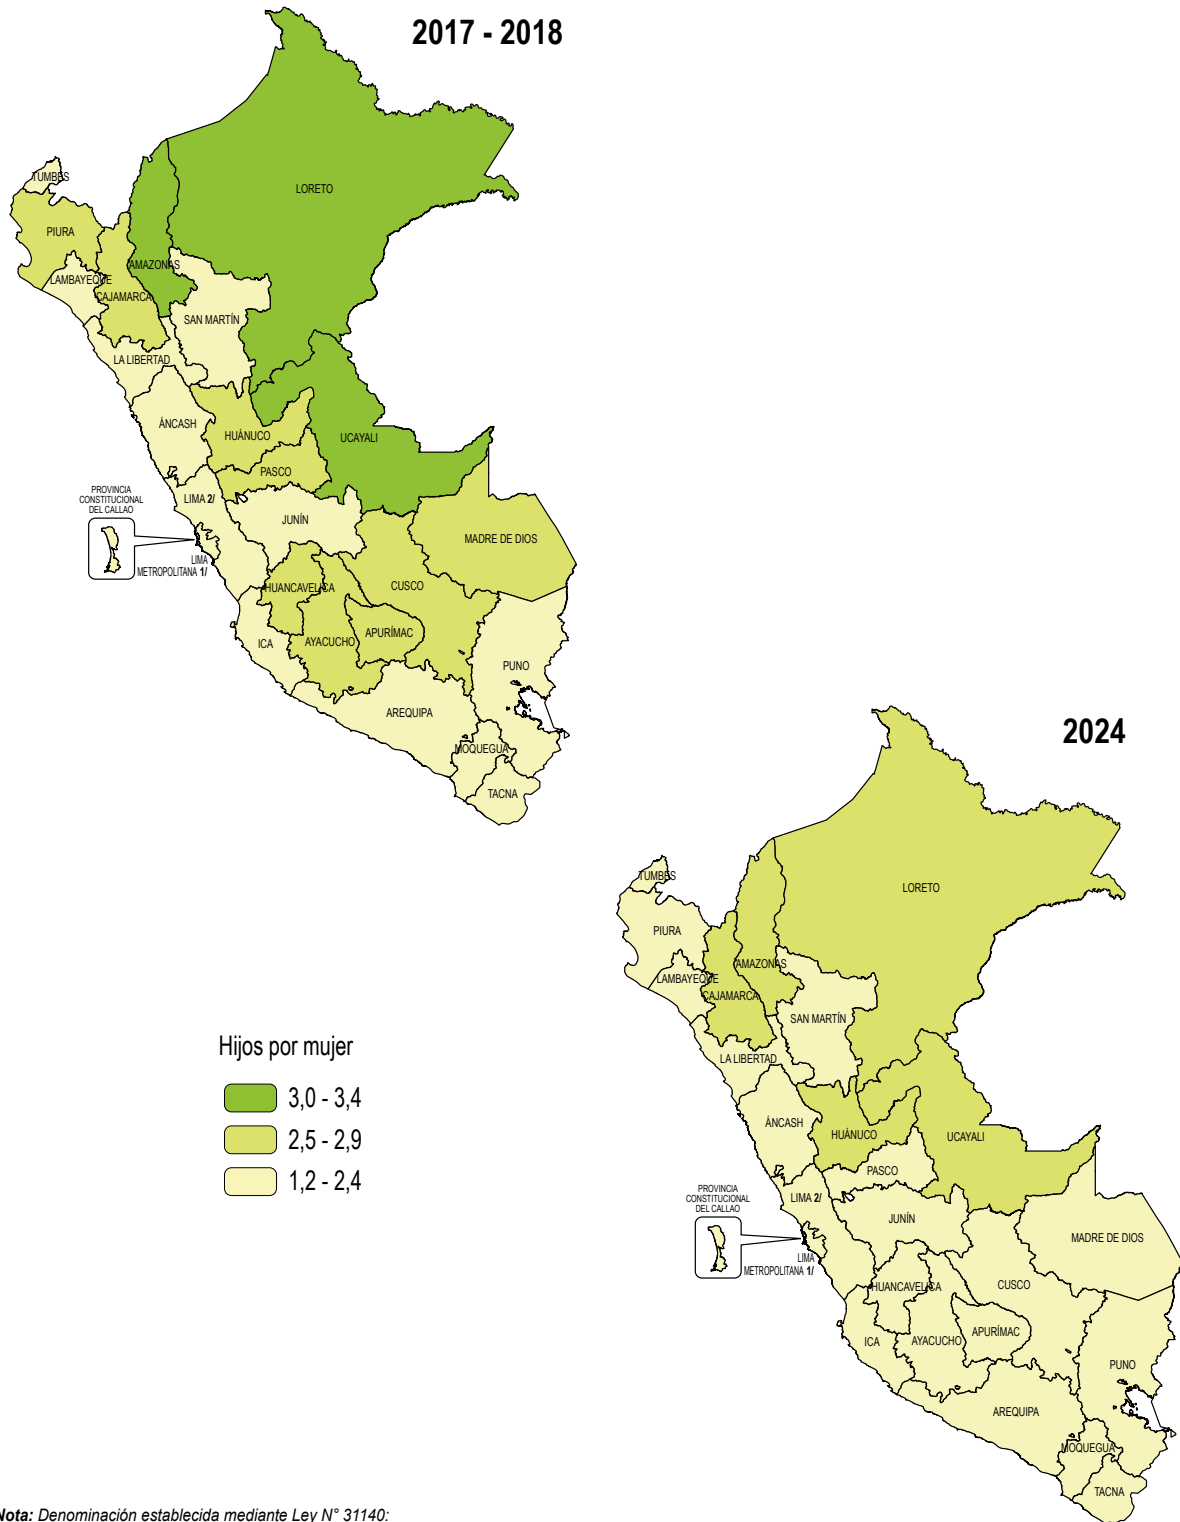 2017 - 2018
LORETO
TUMBES
PIURA
AMAZONAS
LAMBAYEQUE
CAJAMARCA
SAN MARTÍN
LA LIBERTAD
ÁNCASH
HUÁNUCO
UCAYALI
PASCO
PROVINCIA
CONSTITUCIONAL
DEL CALLAO
LIMA 2/
JUNÍN
MADRE DE DIOS
LIMA
METROPOLITANA 1/
HUANCAVELICA
CUSCO
AYACUCHO
APURÍMAC
ICA
PUNO
AREQUIPA
MOQUEGUA
TACNA
2024
LORETO
TUMBES
PIURA
AMAZONAS
LAMBAYEQUE
CAJAMARCA
SAN MARTÍN
LA LIBERTAD
ÁNCASH
HUÁNUCO
UCAYALI
PASCO
PROVINCIA
CONSTITUCIONAL
DEL CALLAO
LIMA 2/
JUNÍN
MADRE DE DIOS
LIMA
METROPOLITANA 1/
HUANCAVELICA
CUSCO
AYACUCHO
APURÍMAC
ICA
PUNO
AREQUIPA
MOQUEGUA
TACNA
Hijos por mujer
3,0 - 3,4
2,5 - 2,9
1,2 - 2,4
Nota: Denominación establecida mediante Ley N° 31140: